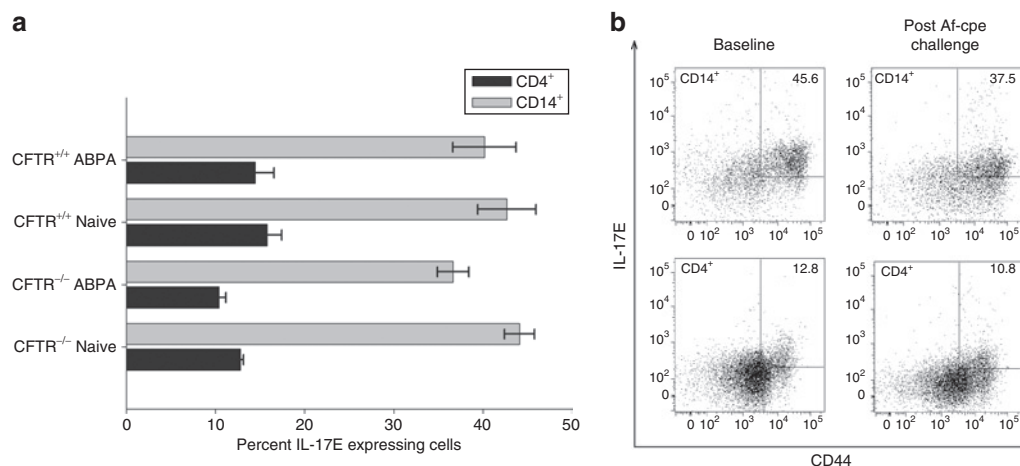 a
CD4⁺
CD14⁺
CFTR⁺/⁺ ABPA
CFTR⁺/⁺ Naive
CFTR⁻/⁻ ABPA
CFTR⁻/⁻ Naive
0 10 20 30 40 50
Percent IL-17E expressing cells
b
Baseline
Post Af-cpe
challenge
CD14⁺ 45.6
10⁵
10⁴
10³
10²
0
0 10² 10³ 10⁴ 10⁵
CD14⁺ 37.5
10⁵
10⁴
10³
10²
0
0 10² 10³ 10⁴ 10⁵
CD4⁺ 12.8
10⁵
10⁴
10³
10²
0
0 10² 10³ 10⁴ 10⁵
CD4⁺ 10.8
10⁵
10⁴
10³
10²
0
0 10² 10³ 10⁴ 10⁵
IL-17E
CD44